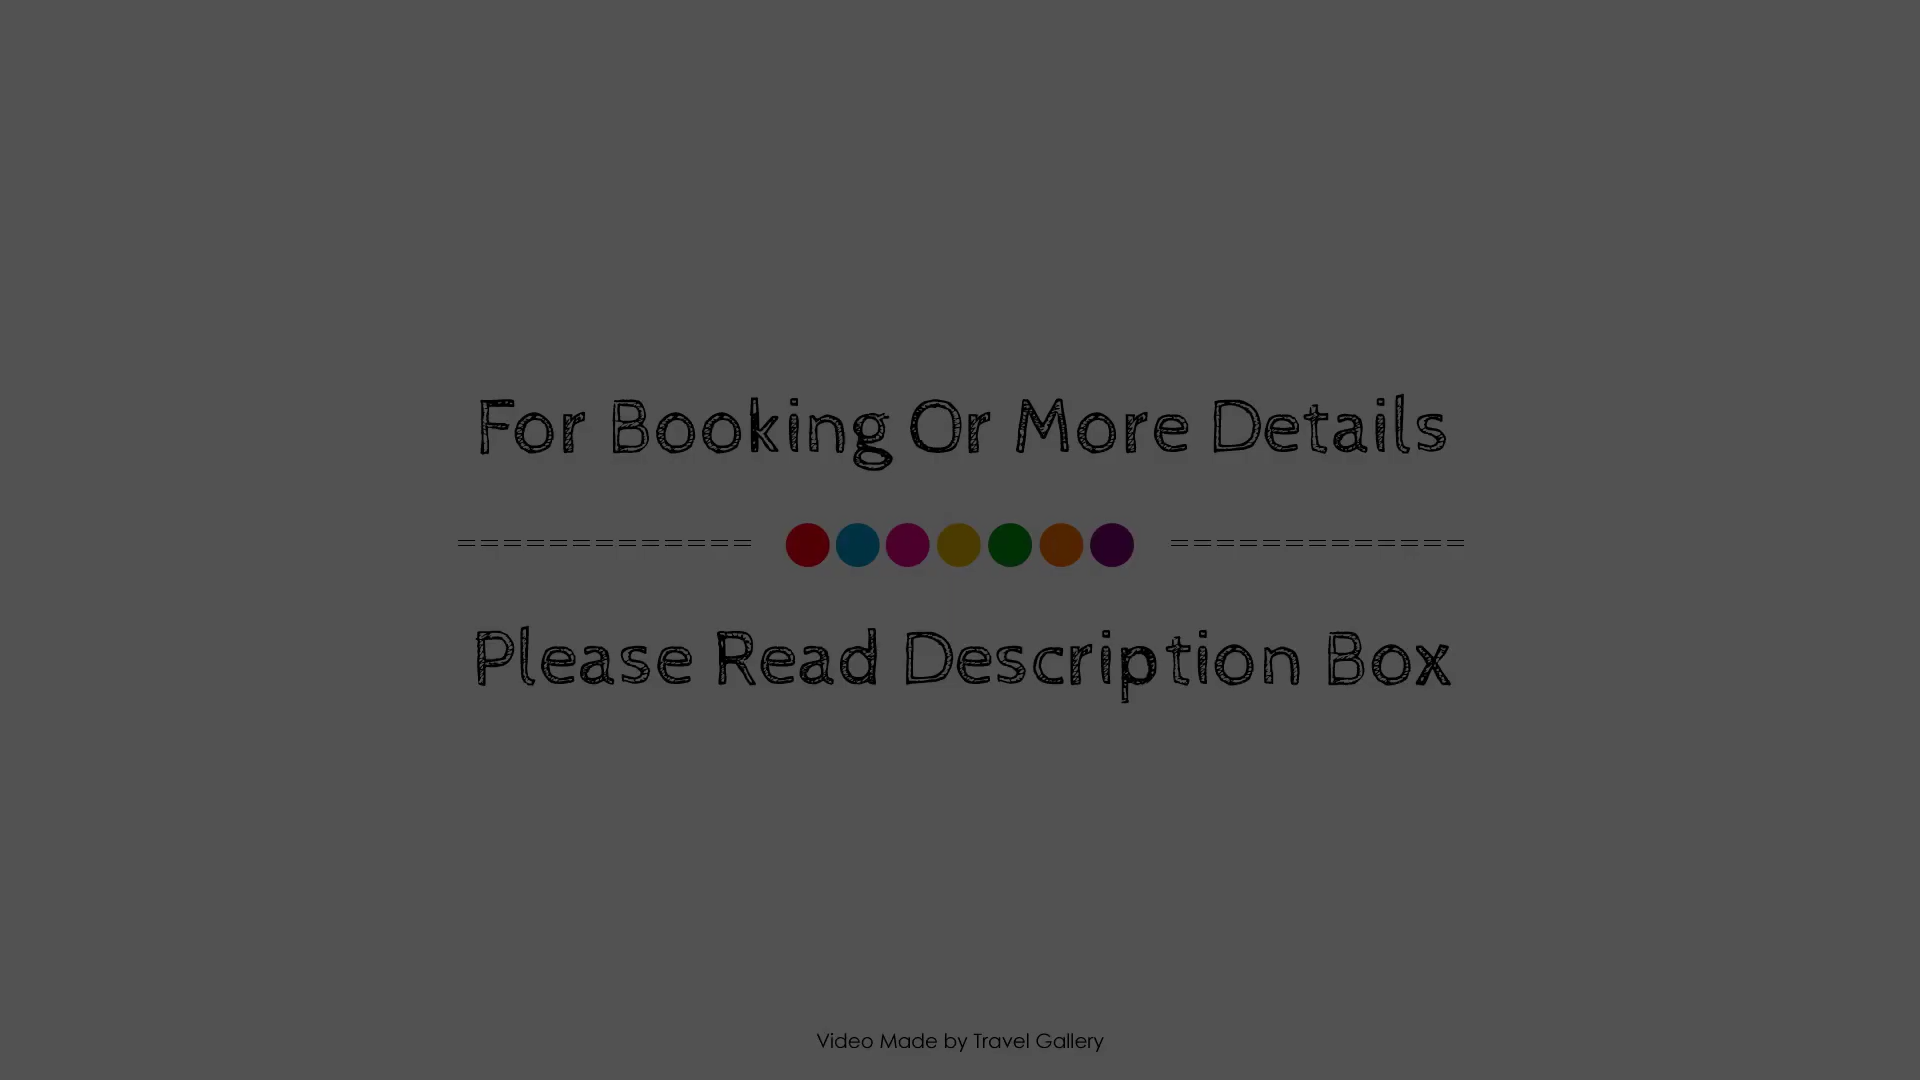 For Booking Or More Details
============= =============
Please Read Description Box
Video Made by Travel Gallery